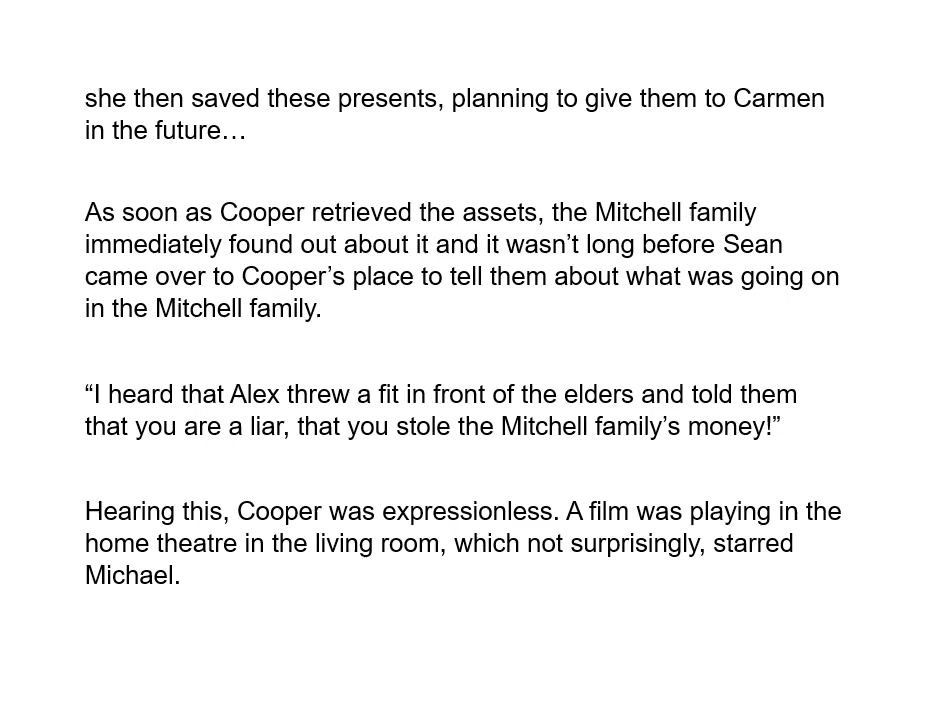 she then saved these presents, planning to give them to Carmen
in the future…
As soon as Cooper retrieved the assets, the Mitchell family
immediately found out about it and it wasn’t long before Sean
came over to Cooper’s place to tell them about what was going on
in the Mitchell family.
“I heard that Alex threw a fit in front of the elders and told them
that you are a liar, that you stole the Mitchell family’s money!”
Hearing this, Cooper was expressionless. A film was playing in the
home theatre in the living room, which not surprisingly, starred
Michael.